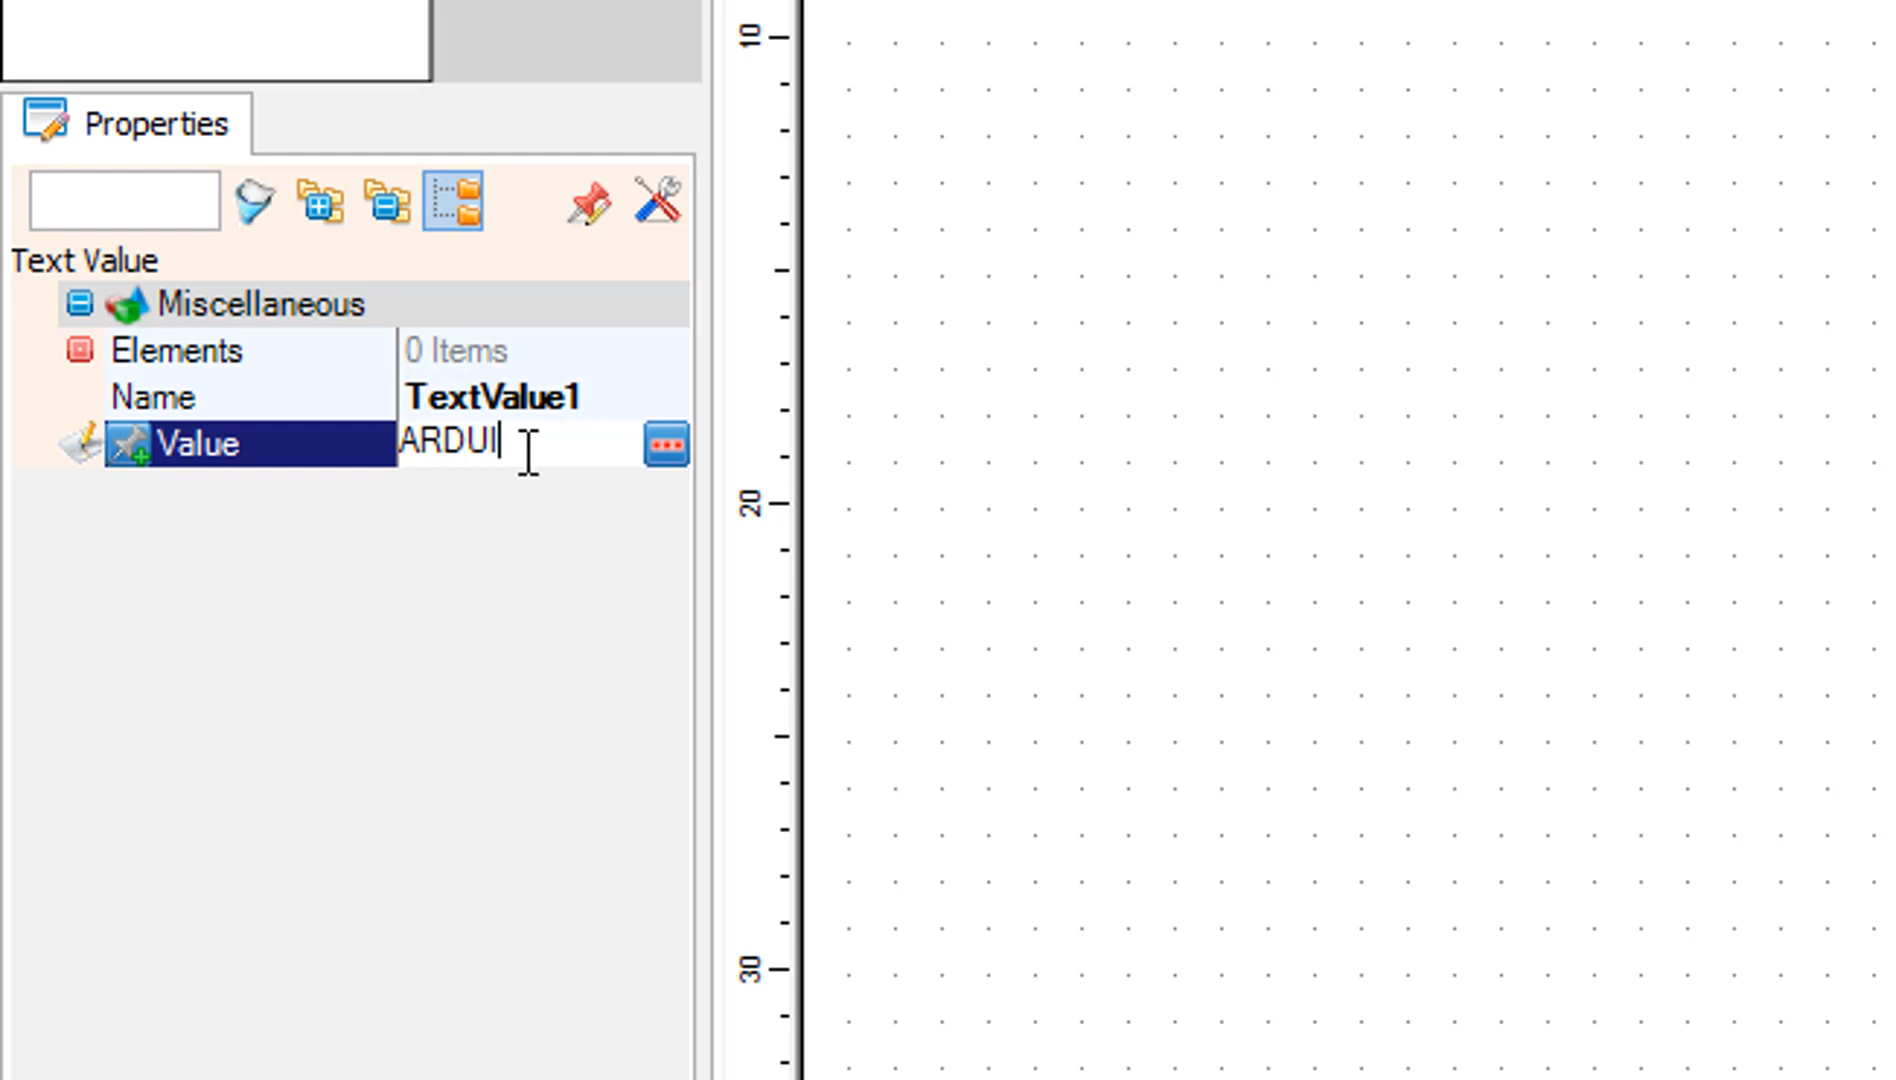 Properties
Text Value
Miscellaneous
Elements 0 Items
Name TextValue1
Value ARDUI
10
20
30